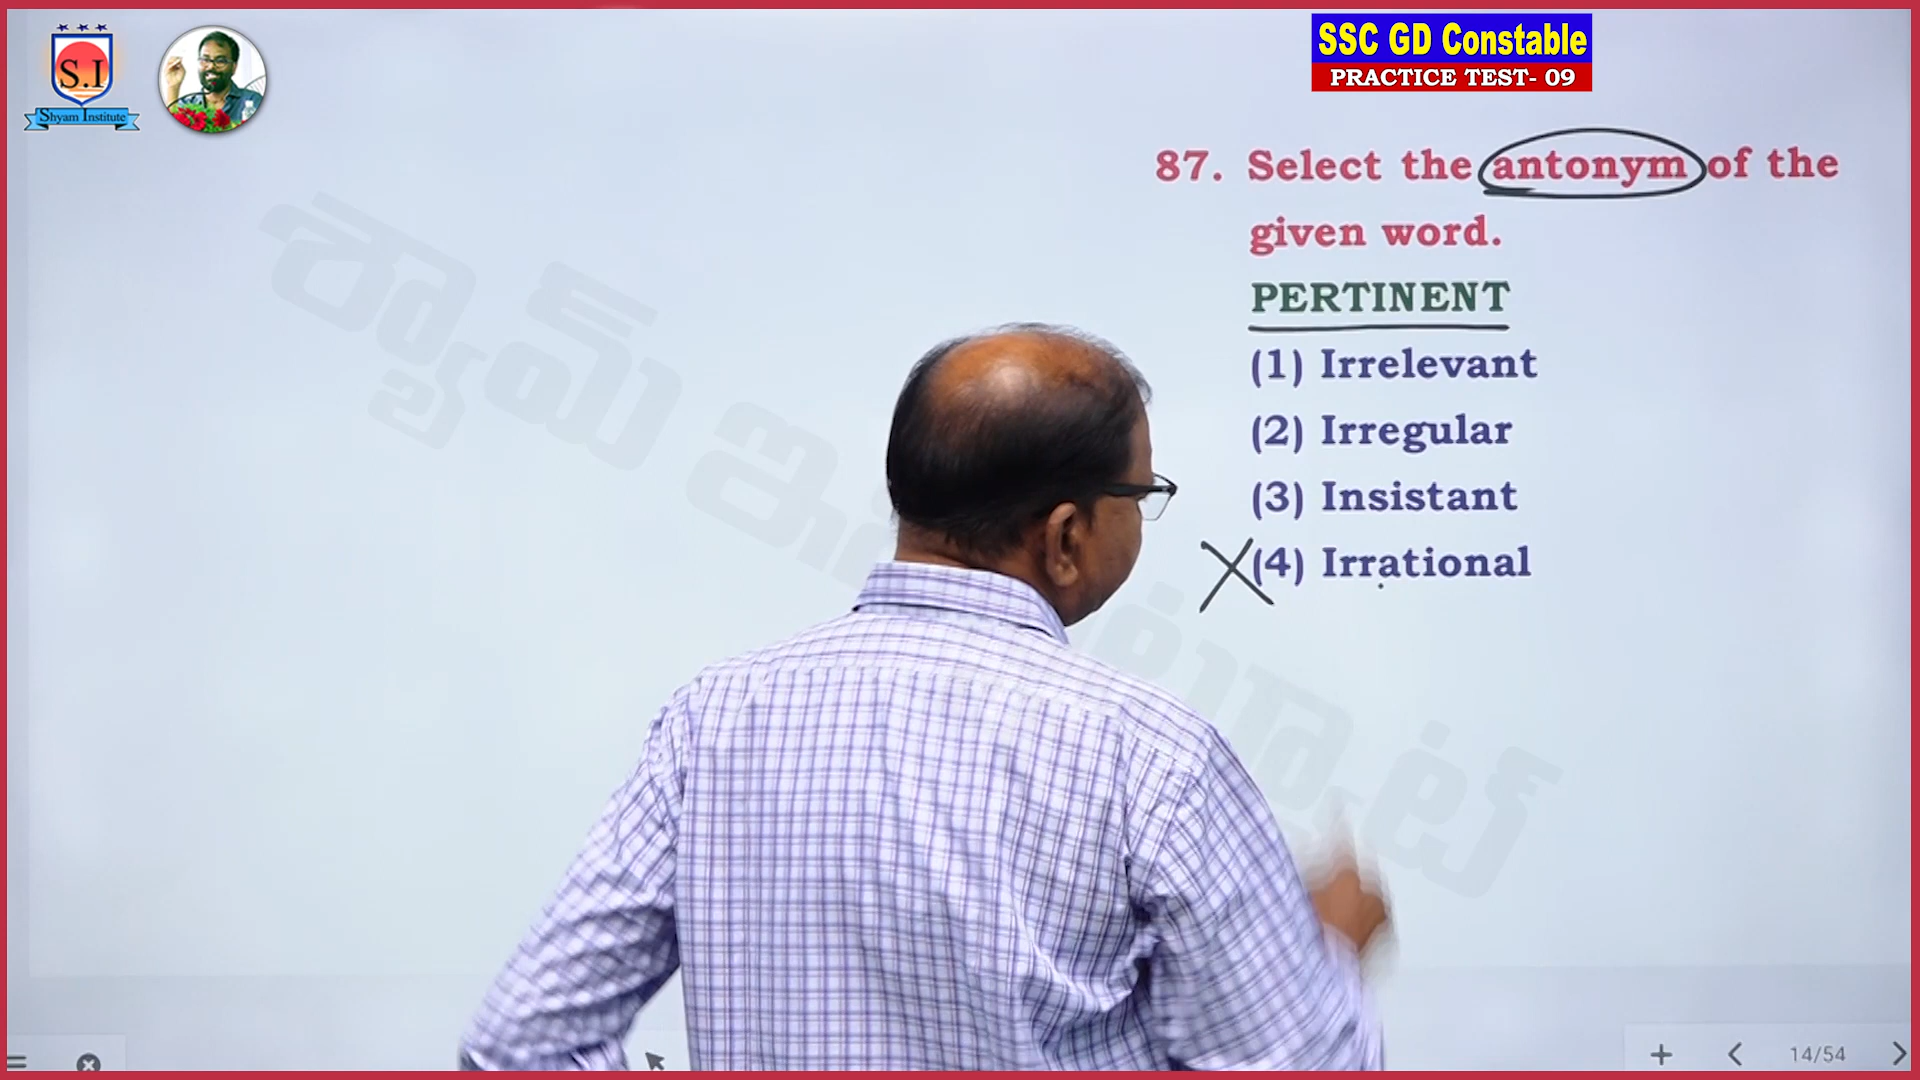 S.I
Shyam Institute
SSC GD Constable
PRACTICE TEST- 09
87. Select the antonym of the
given word.
PERTINENT
(1) Irrelevant
(2) Irregular
(3) Insistant
(4) Irrational
శ్యామ్
14/54